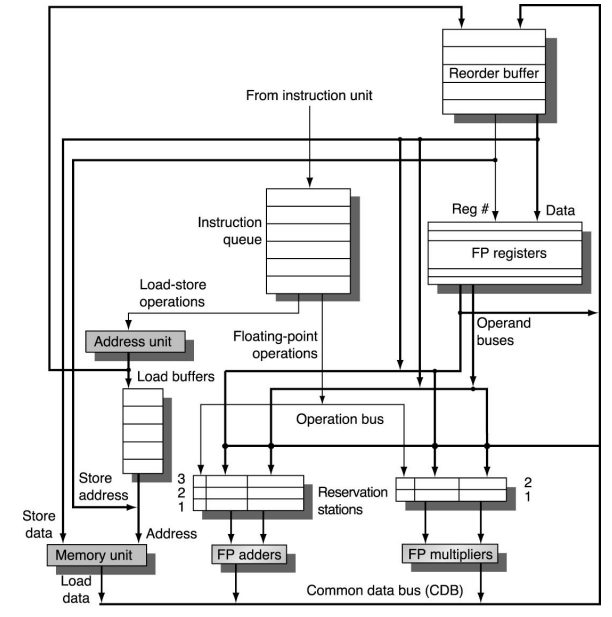 Reorder buffer
From instruction unit
Reg #
Data
Instruction
queue
FP registers
Load-store
operations
Operand
buses
Floating-point
operations
Address unit
Load buffers
Operation bus
Store
address
3
2
1
Reservation
stations
2
1
Store
data
Address
Memory unit
FP adders
FP multipliers
Load
data
Common data bus (CDB)